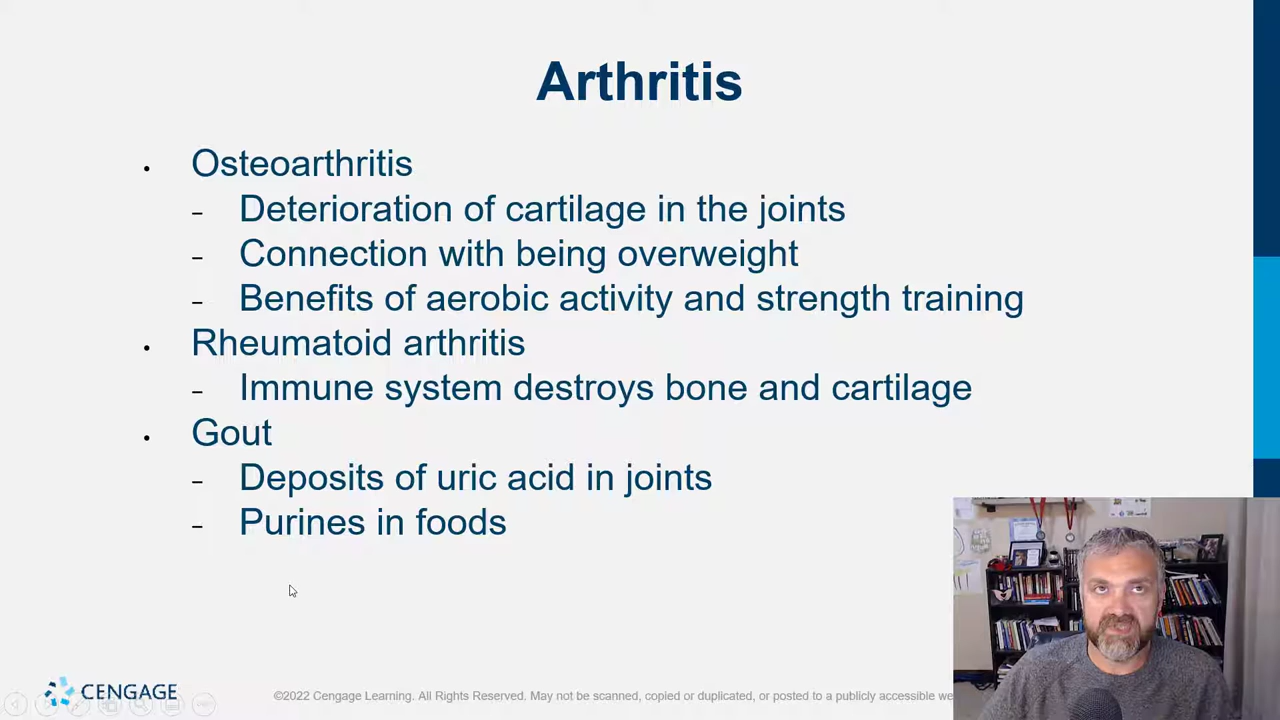 Arthritis
• Osteoarthritis
– Deterioration of cartilage in the joints
– Connection with being overweight
– Benefits of aerobic activity and strength training
• Rheumatoid arthritis
– Immune system destroys bone and cartilage
• Gout
– Deposits of uric acid in joints
– Purines in foods
CENGAGE
©2022 Cengage Learning. All Rights Reserved. May not be scanned, copied or duplicated, or posted to a publicly accessible we